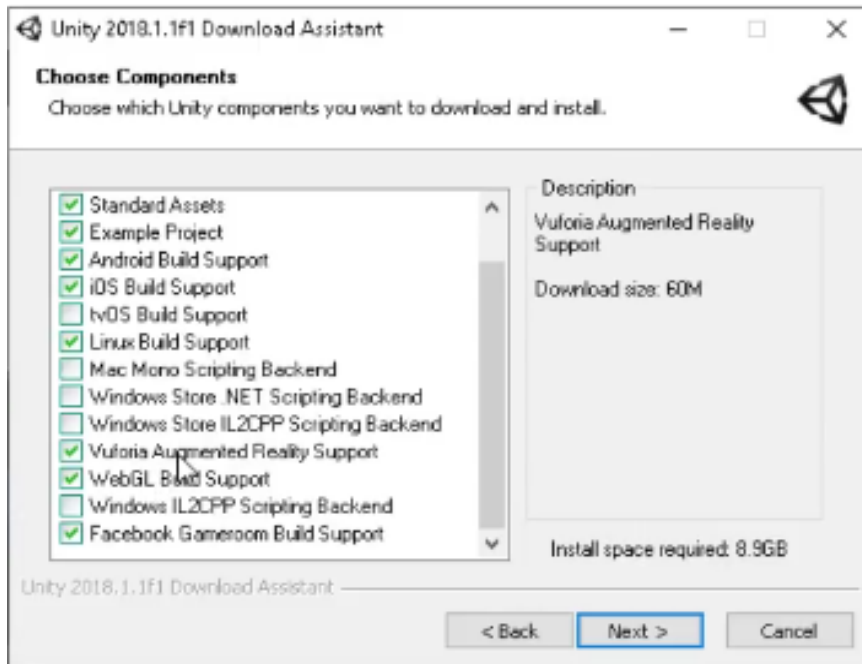 Unity 2018.1.1f1 Download Assistant
Choose Components
Choose which Unity components you want to download and install.
Standard Assets
Example Project
Android Build Support
iOS Build Support
tvOS Build Support
Linux Build Support
Mac Mono Scripting Backend
Windows Store .NET Scripting Backend
Windows Store IL2CPP Scripting Backend
Vuforia Augmented Reality Support
WebGL Build Support
Windows IL2CPP Scripting Backend
Facebook Gameroom Build Support
Description
Vuforia Augmented Reality
Support
Download size: 60M
Install space required: 8.9GB
Unity 2018.1.1f1 Download Assistant
< Back
Next >
Cancel